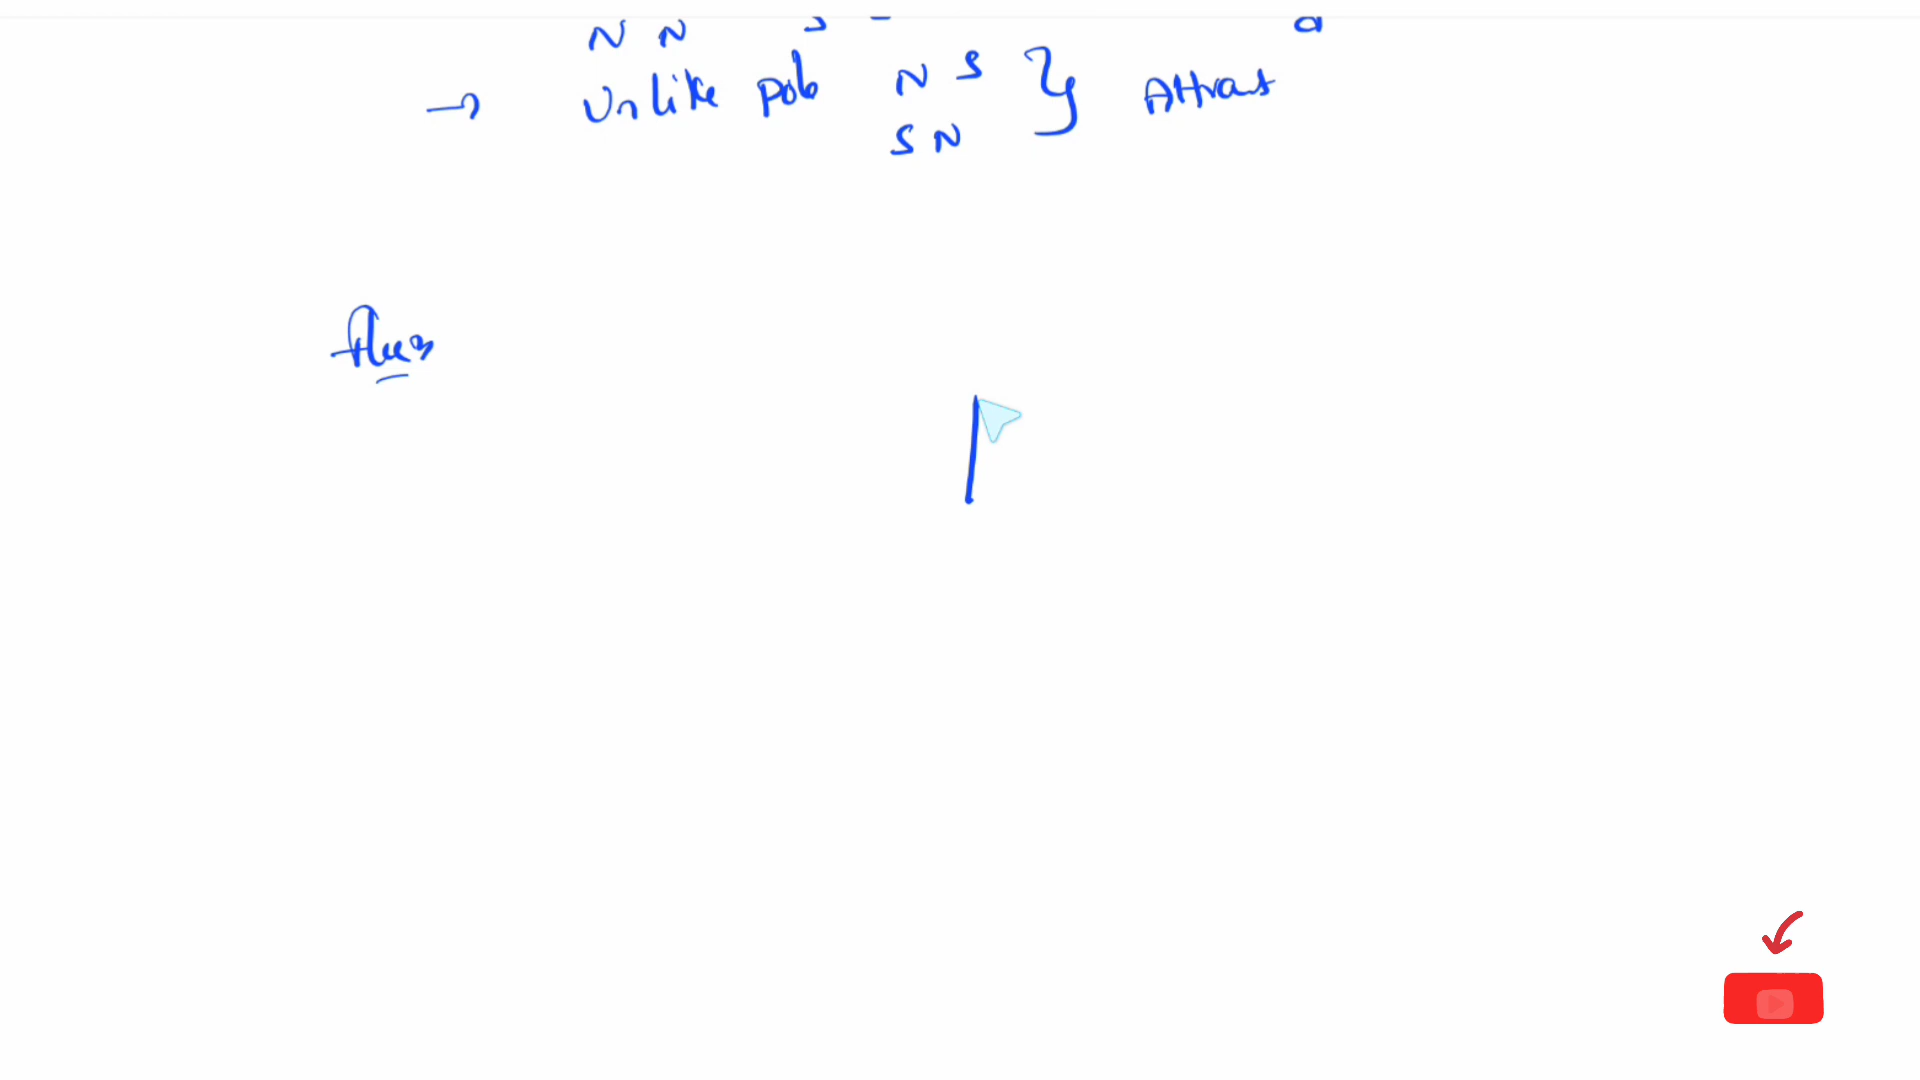 N N
→ Unlike pole N S } Attract
S N
flux